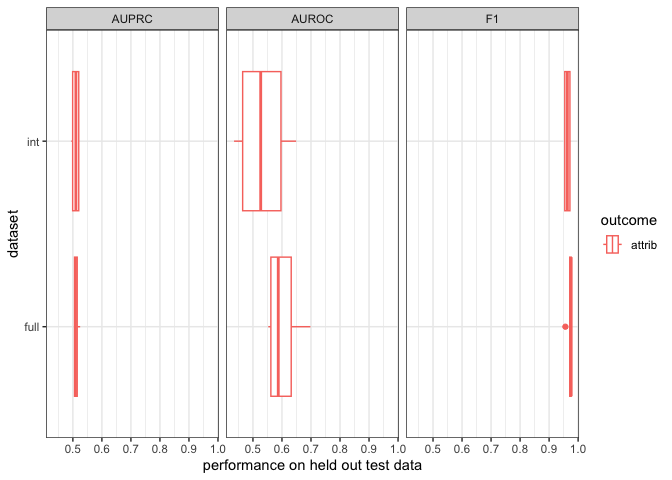 AUPRC AUROC F1
int
full
dataset
0.5 0.6 0.7 0.8 0.9 1.0 0.5 0.6 0.7 0.8 0.9 1.0 0.5 0.6 0.7 0.8 0.9 1.0
performance on held out test data
outcome
attrib